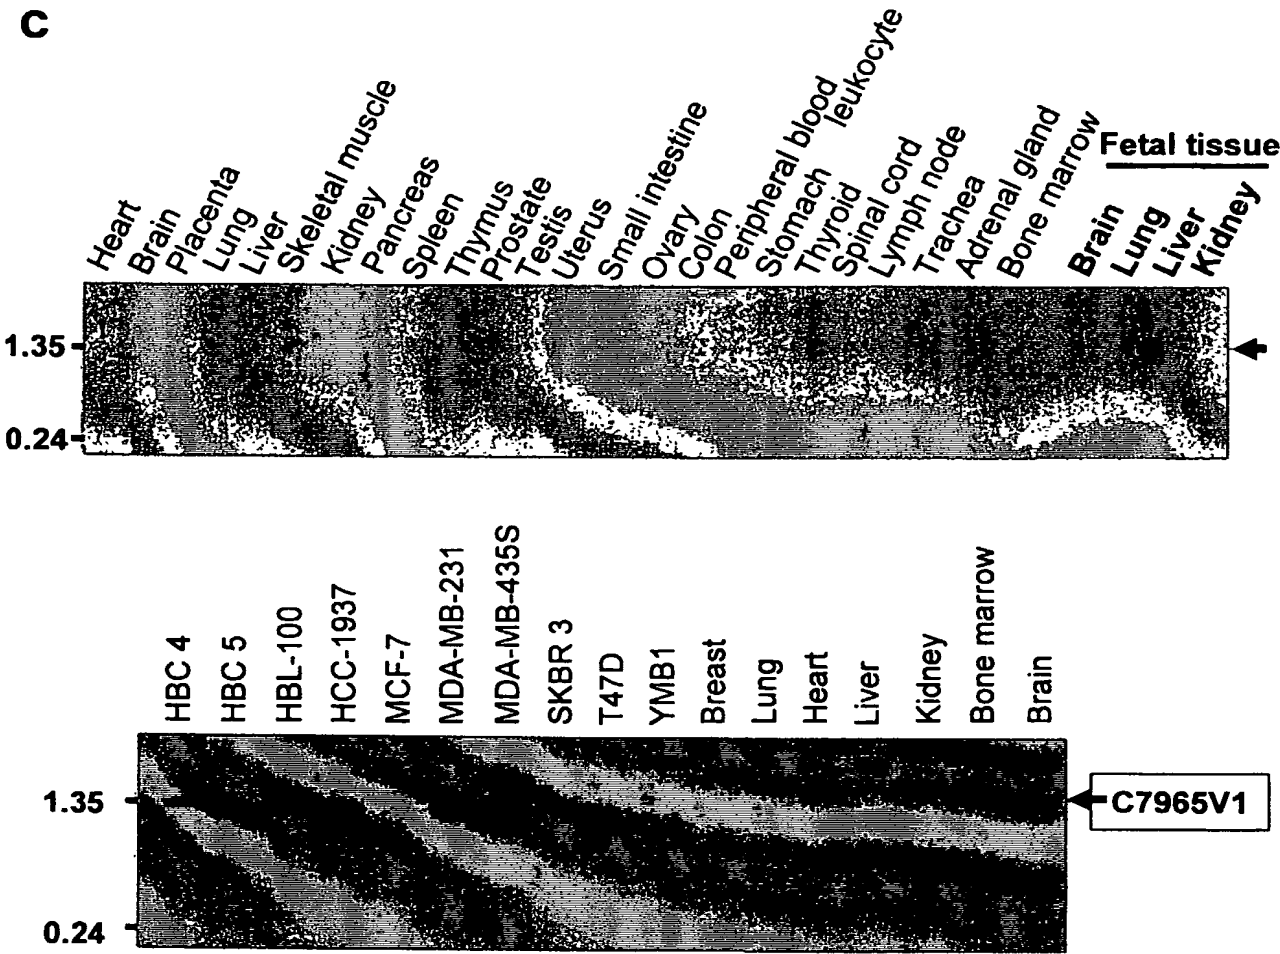 C
Heart
Brain
Placenta
Lung
Liver
Skeletal muscle
Kidney
Pancreas
Spleen
Thymus
Prostate
Testis
Uterus
Small intestine
Ovary
Colon
Peripheral blood
leukocyte
Stomach
Thyroid
Spinal cord
Lymph node
Trachea
Adrenal gland
Bone marrow
Fetal tissue
Brain
Lung
Liver
Kidney
1.35
0.24
HBC 4
HBC 5
HBL-100
HCC-1937
MCF-7
MDA-MB-231
MDA-MB-435S
SKBR 3
T47D
YMB1
Breast
Lung
Heart
Liver
Kidney
Bone marrow
Brain
1.35
C7965V1
0.24